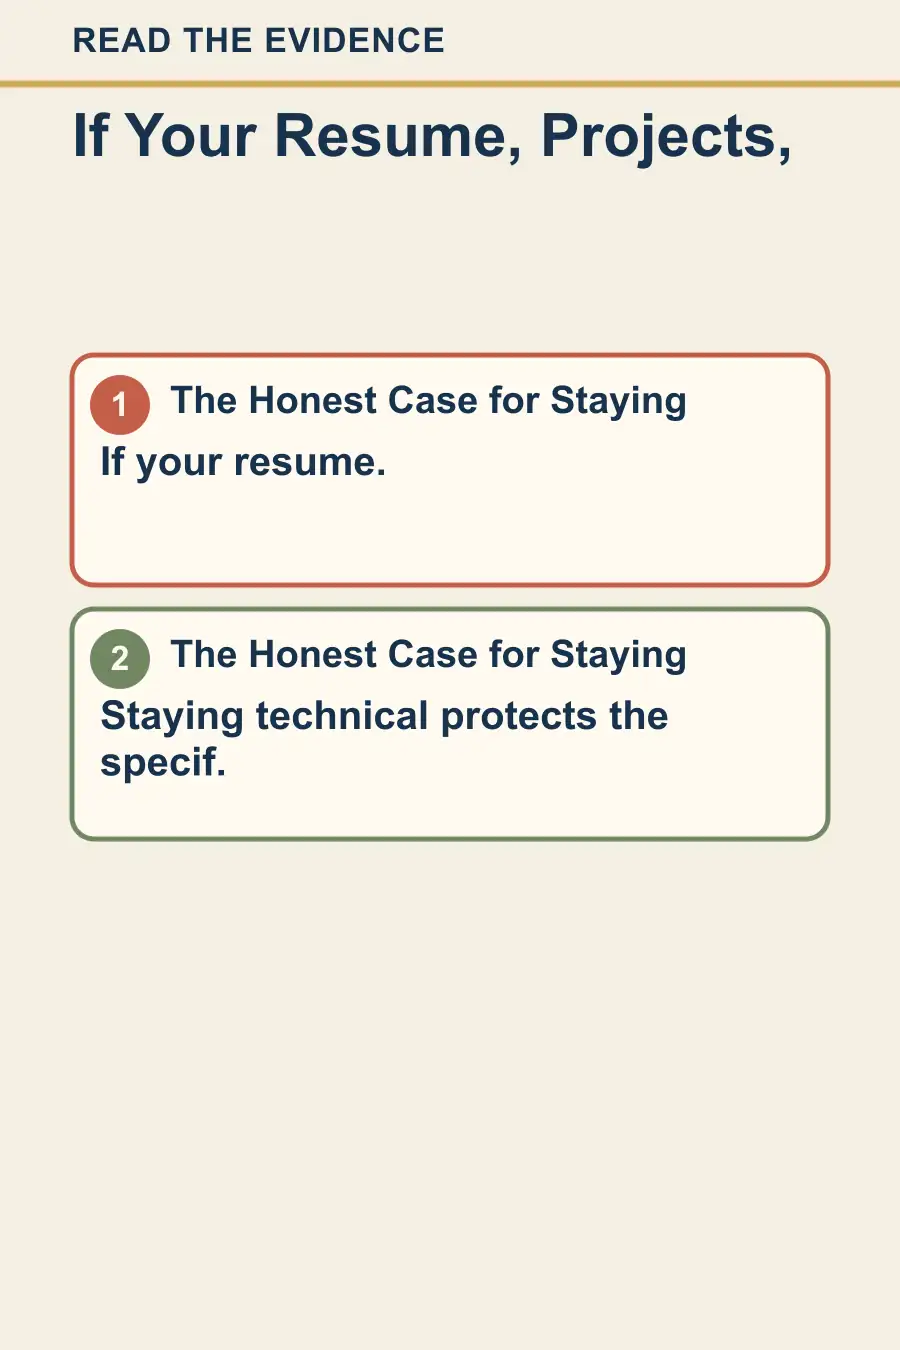 READ THE EVIDENCE
If Your Resume, Projects,
1
The Honest Case for Staying
If your resume.
2
The Honest Case for Staying
Staying technical protects the
specif.